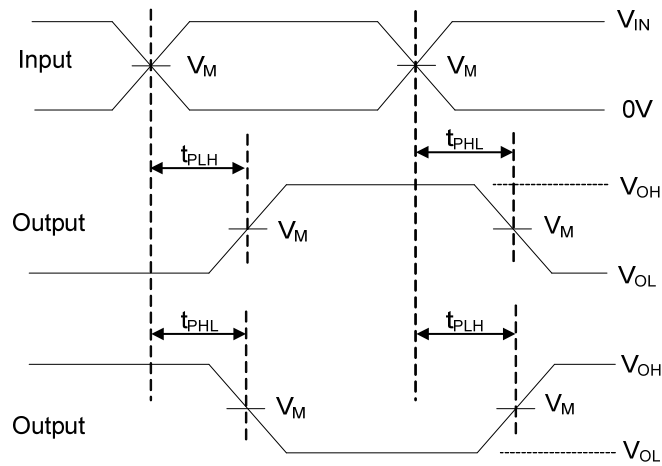 V_IN
Input
V_M V_M
0V
t_PLH t_PHL
V_OH
Output
V_M V_M
V_OL
t_PHL t_PLH
V_OH
Output
V_M V_M
V_OL